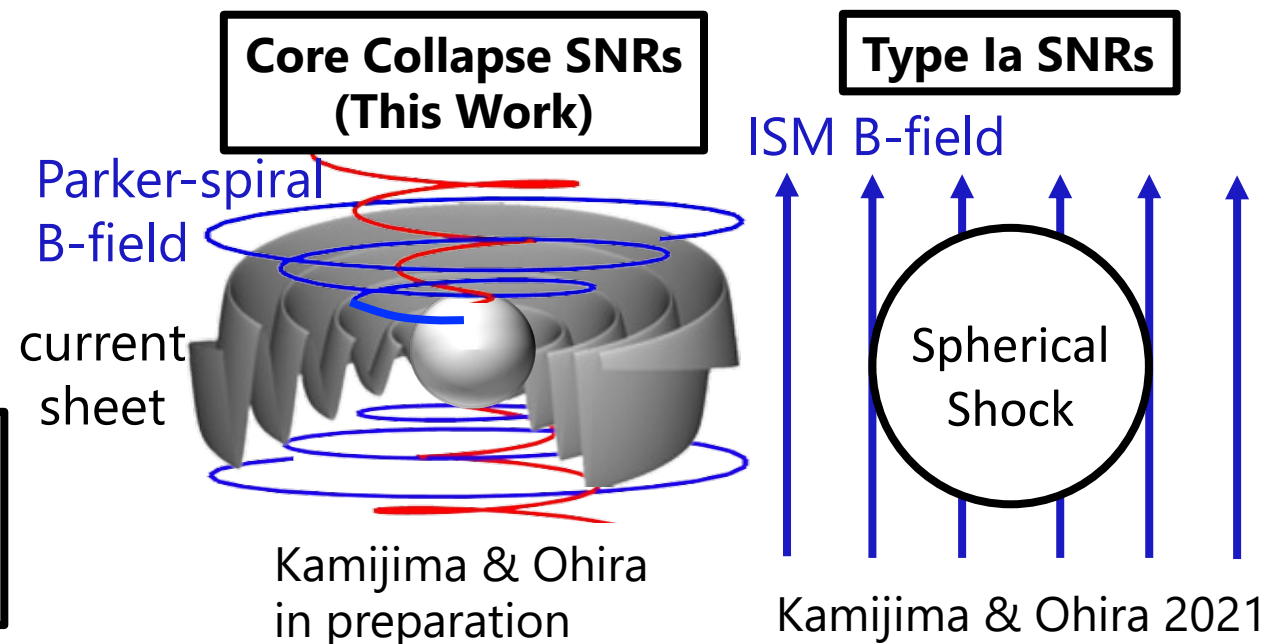 Core Collapse SNRs
(This Work)
Parker-spiral
B-field
current
sheet
Kamijima & Ohira
in preparation
Type Ia SNRs
ISM B-field
Spherical
Shock
Kamijima & Ohira 2021